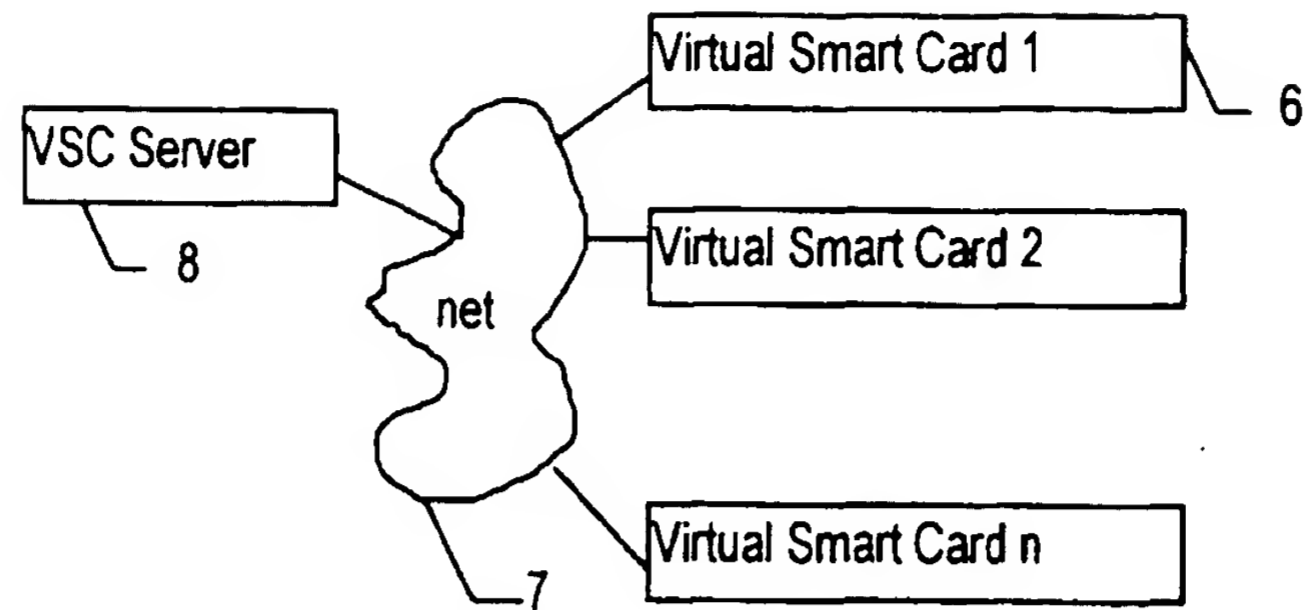 Virtual Smart Card 1
6
VSC Server
8
Virtual Smart Card 2
net
Virtual Smart Card n
7